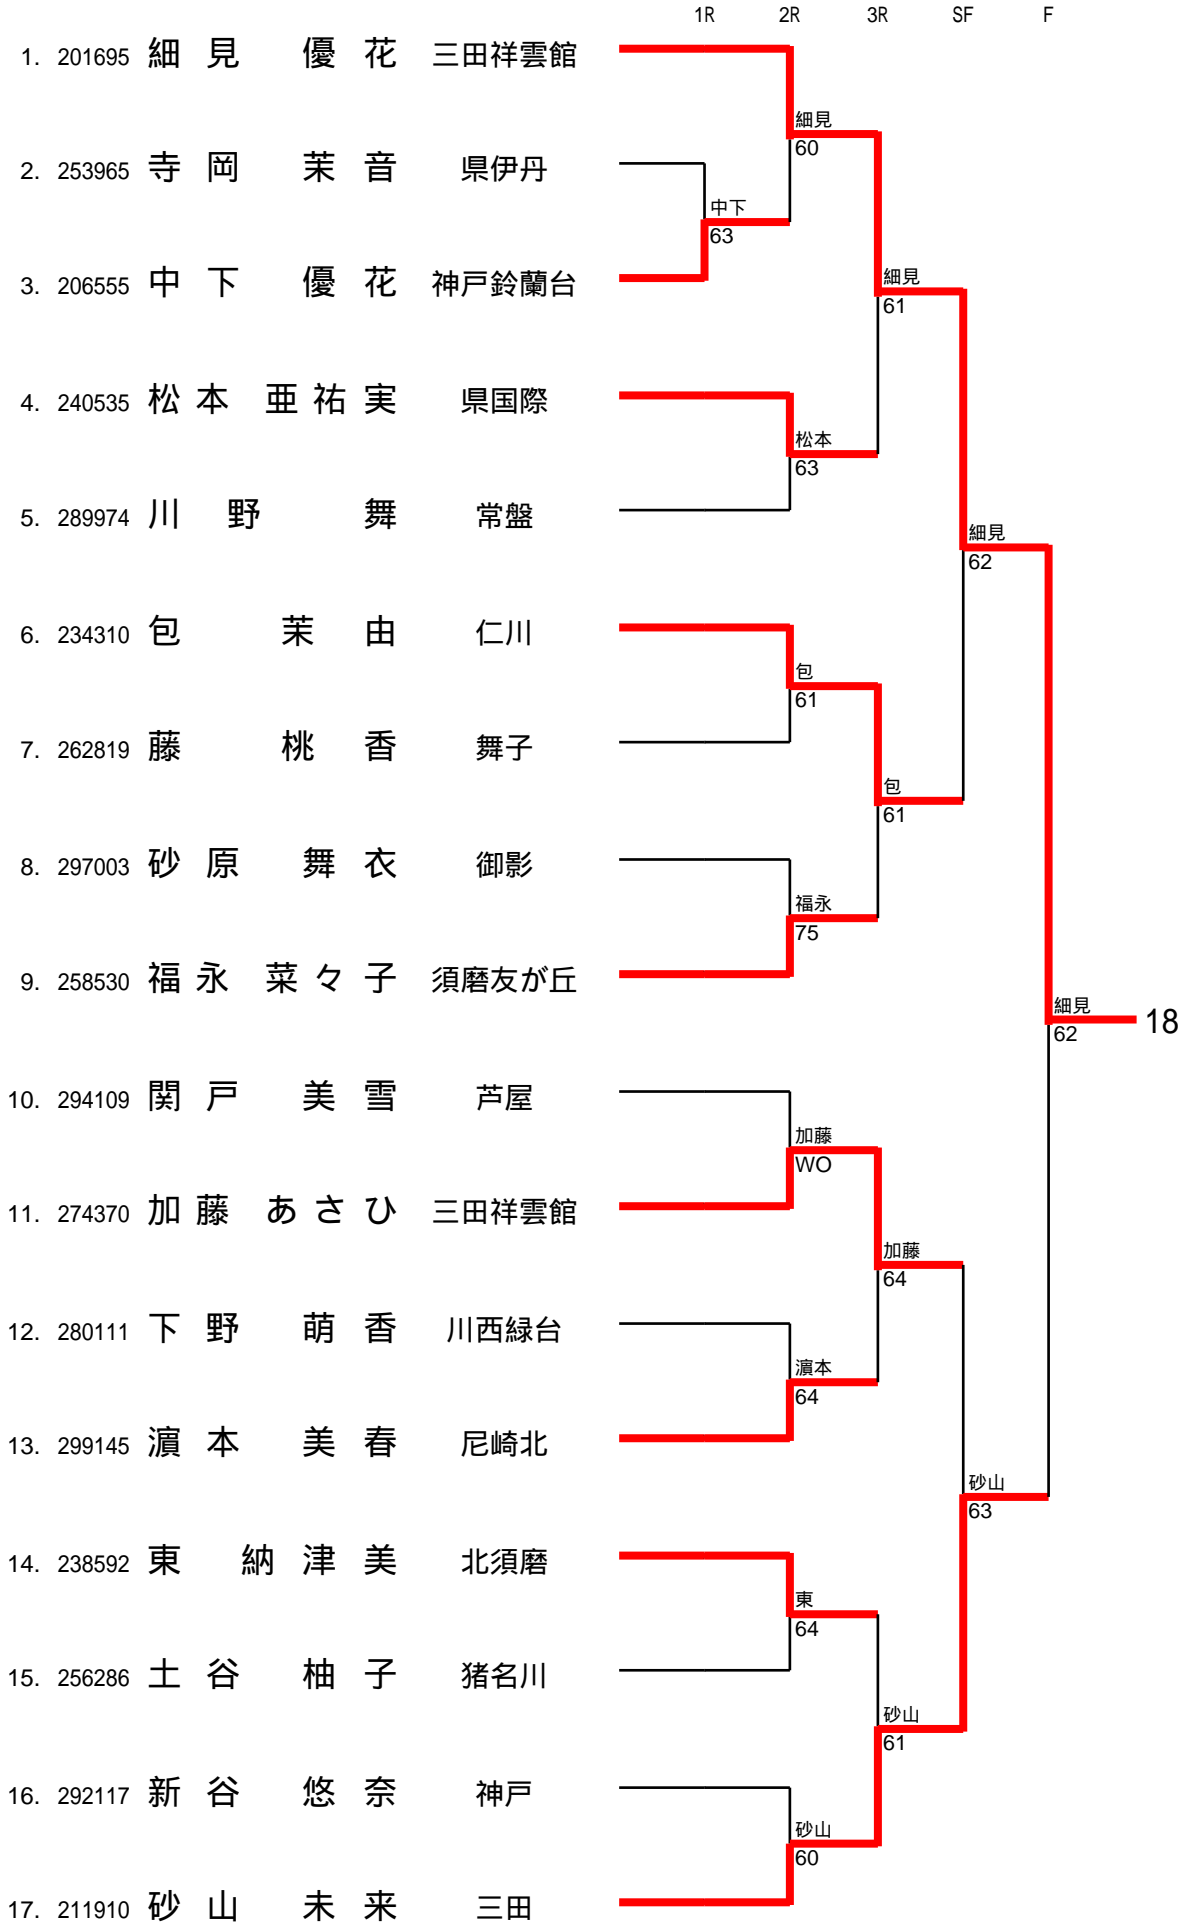 1R 2R 3R SF F
1. 201695 細見 優花 三田祥雲館
細見
60
2. 253965 寺岡 茉音 県伊丹
中下
63
3. 206555 中下 優花 神戸鈴蘭台
細見
61
4. 240535 松本 亜祐実 県国際
松本
63
5. 289974 川野 舞 常盤
細見
62
6. 234310 包 茉由 仁川
包
61
7. 262819 藤 桃香 舞子
包
61
8. 297003 砂原 舞衣 御影
福永
75
9. 258530 福永 菜々子 須磨友が丘
細見
62
18
10. 294109 関戸 美雪 芦屋
加藤
WO
11. 274370 加藤 あさひ 三田祥雲館
加藤
64
12. 280111 下野 萌香 川西緑台
濵本
64
13. 299145 濵本 美春 尼崎北
砂山
63
14. 238592 東 納津美 北須磨
東
64
15. 256286 土谷 柚子 猪名川
砂山
61
16. 292117 新谷 悠奈 神戸
砂山
60
17. 211910 砂山 未来 三田